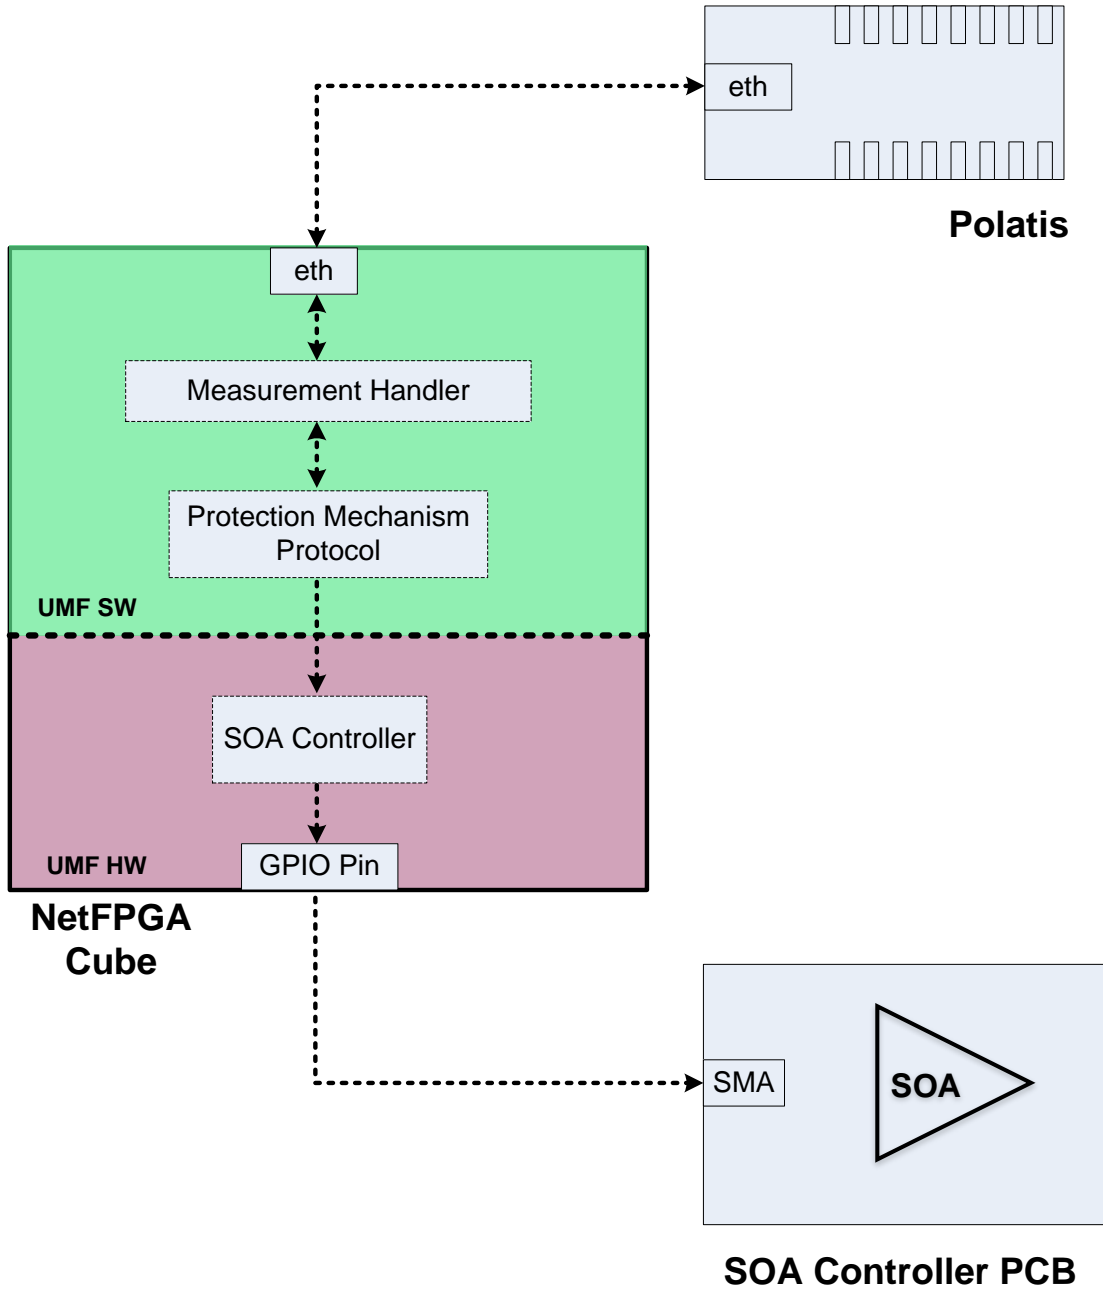 eth
Polatis
eth
Measurement Handler
Protection Mechanism
Protocol
UMF SW
SOA Controller
UMF HW
GPIO Pin
NetFPGA
Cube
SMA
SOA
SOA Controller PCB